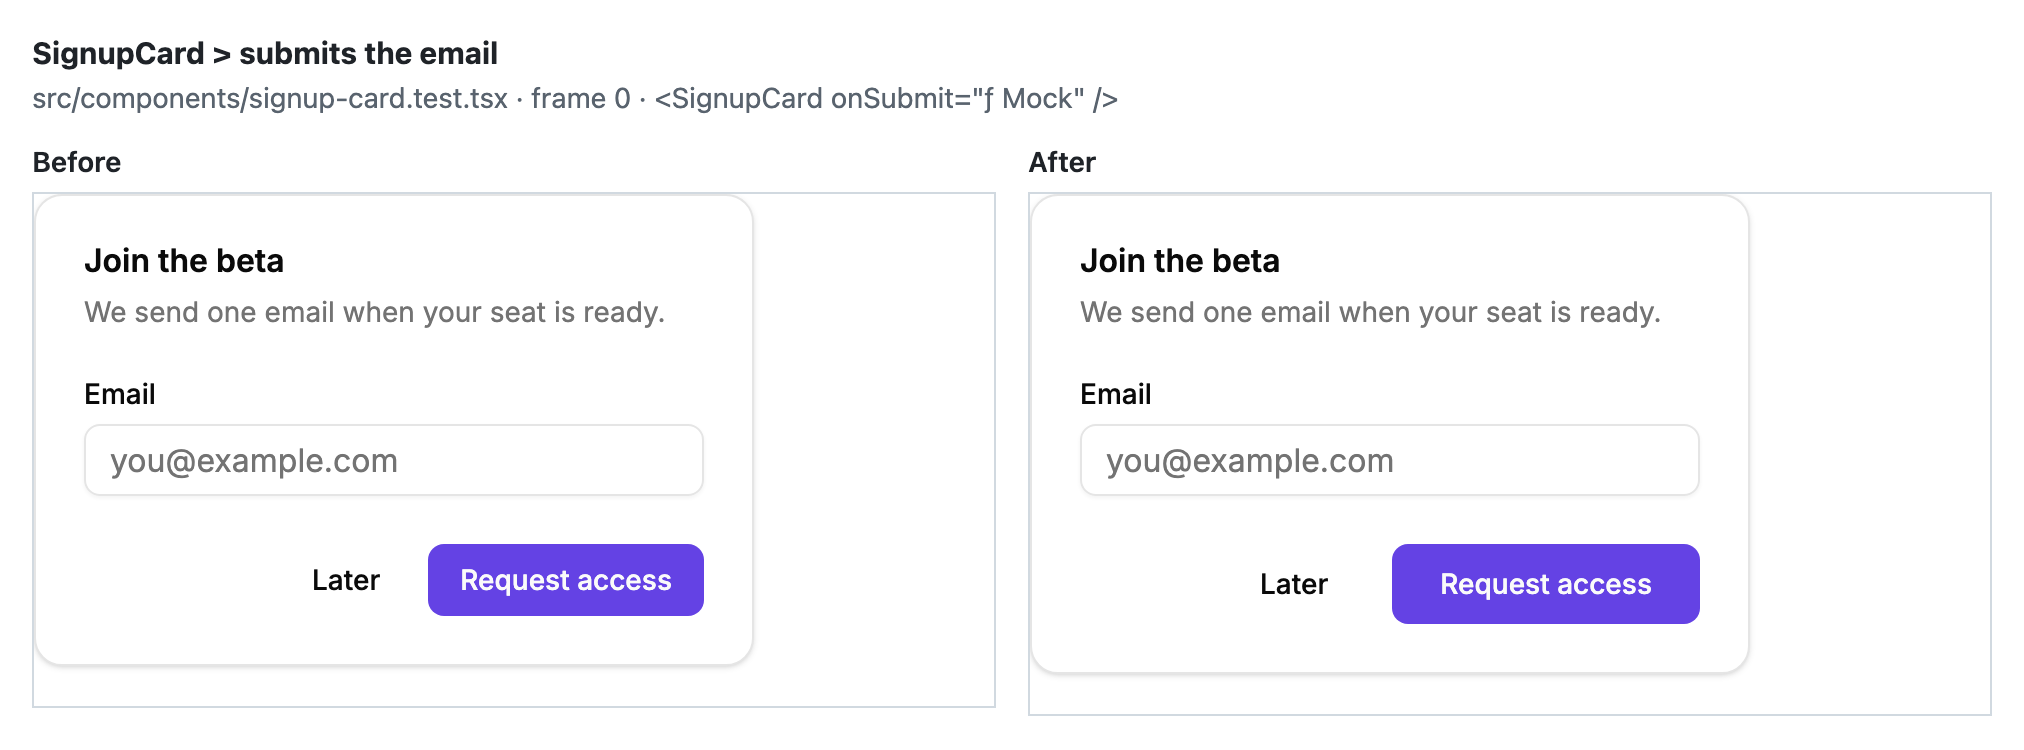 SignupCard > submits the email
src/components/signup-card.test.tsx · frame 0 · <SignupCard onSubmit="ƒ Mock" />
Before
Join the beta
We send one email when your seat is ready.
Email
you@example.com
Later
Request access
After
Join the beta
We send one email when your seat is ready.
Email
you@example.com
Later
Request access